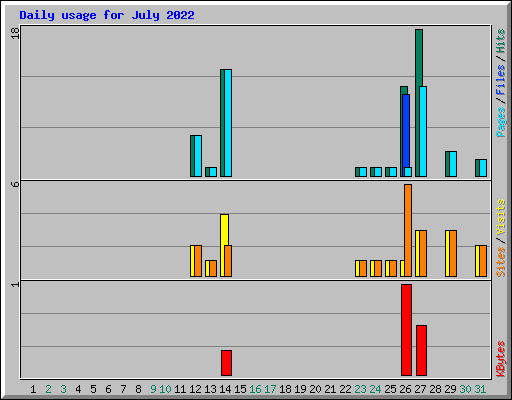 Daily usage for July 2022
18
6
1
Pages / Files / Hits
Sites / Visits
KBytes
1 2 3 4 5 6 7 8 9 10 11 12 13 14 15 16 17 18 19 20 21 22 23 24 25 26 27 28 29 30 31